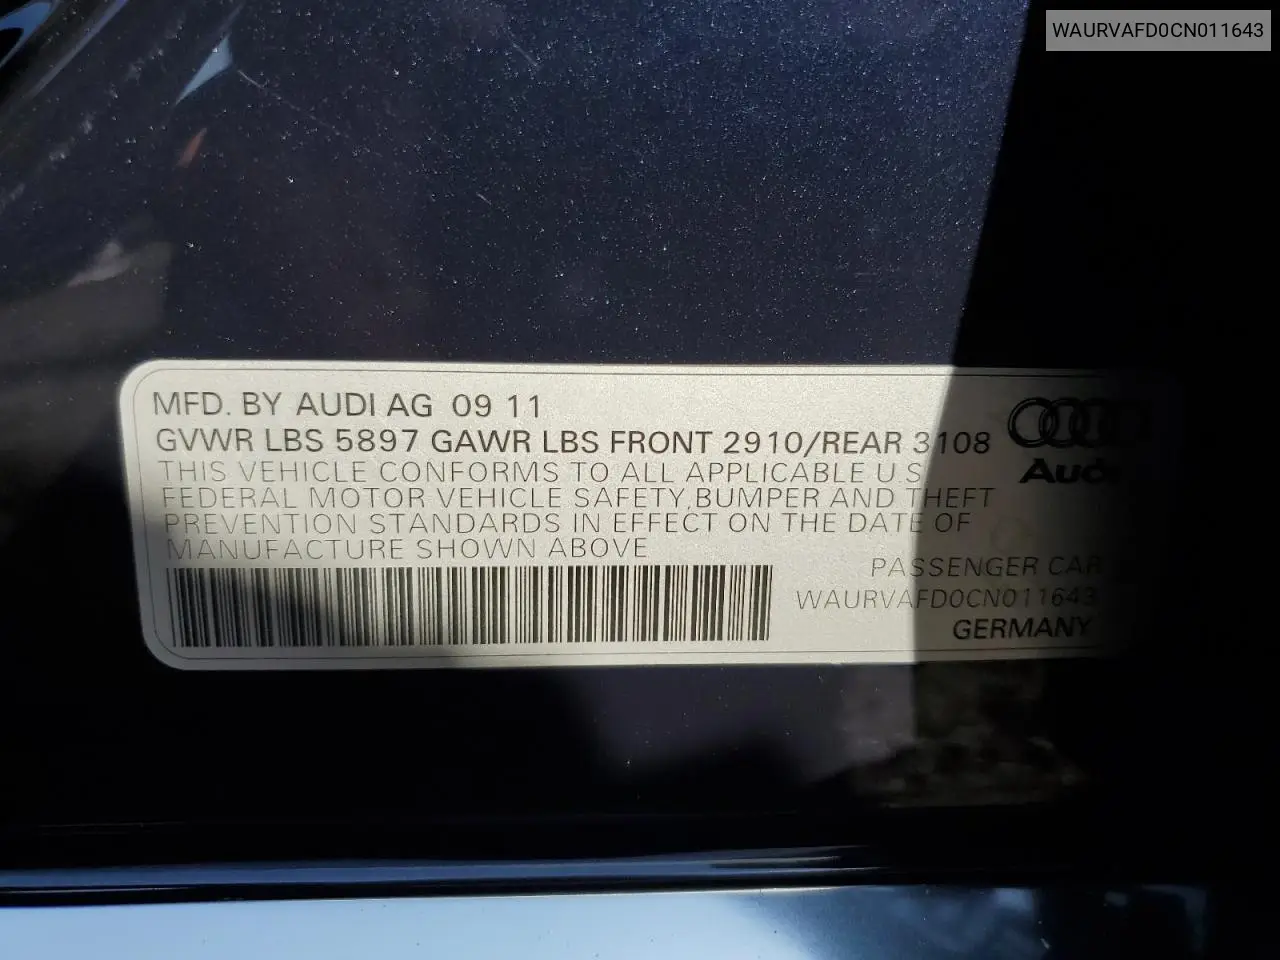 WAURVAFD0CN011643
MFD. BY AUDI AG 09 11
GVWR LBS 5897 GAWR LBS FRONT 2910/REAR 3108
Audi
THIS VEHICLE CONFORMS TO ALL APPLICABLE U.S
FEDERAL MOTOR VEHICLE SAFETY,BUMPER AND THEFT
PREVENTION STANDARDS IN EFFECT ON THE DATE OF
MANUFACTURE SHOWN ABOVE
PASSENGER CAR
WAURVAFD0CN011643
GERMANY